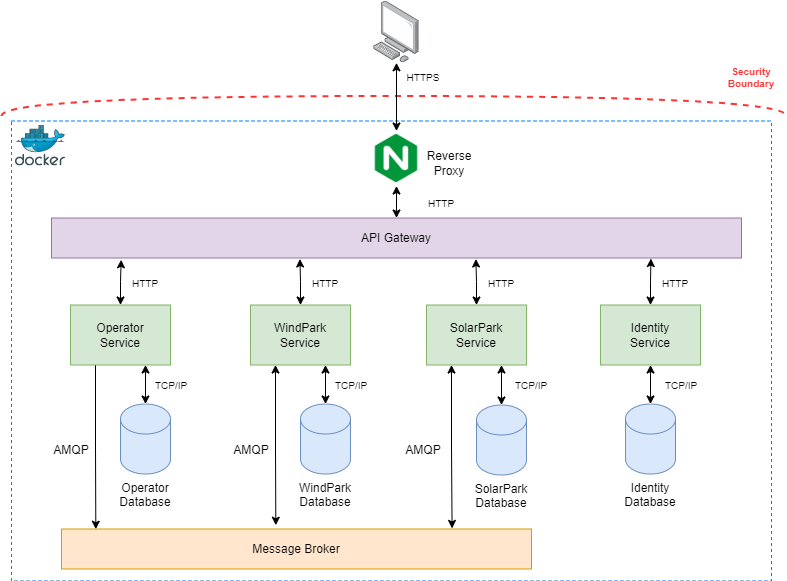 HTTPS
Security
Boundary
docker
N
Reverse
Proxy
HTTP
API Gateway
HTTP
HTTP
HTTP
HTTP
Operator
Service
WindPark
Service
SolarPark
Service
Identity
Service
TCP/IP
TCP/IP
TCP/IP
TCP/IP
AMQP
AMQP
AMQP
Operator
Database
WindPark
Database
SolarPark
Database
Identity
Database
Message Broker